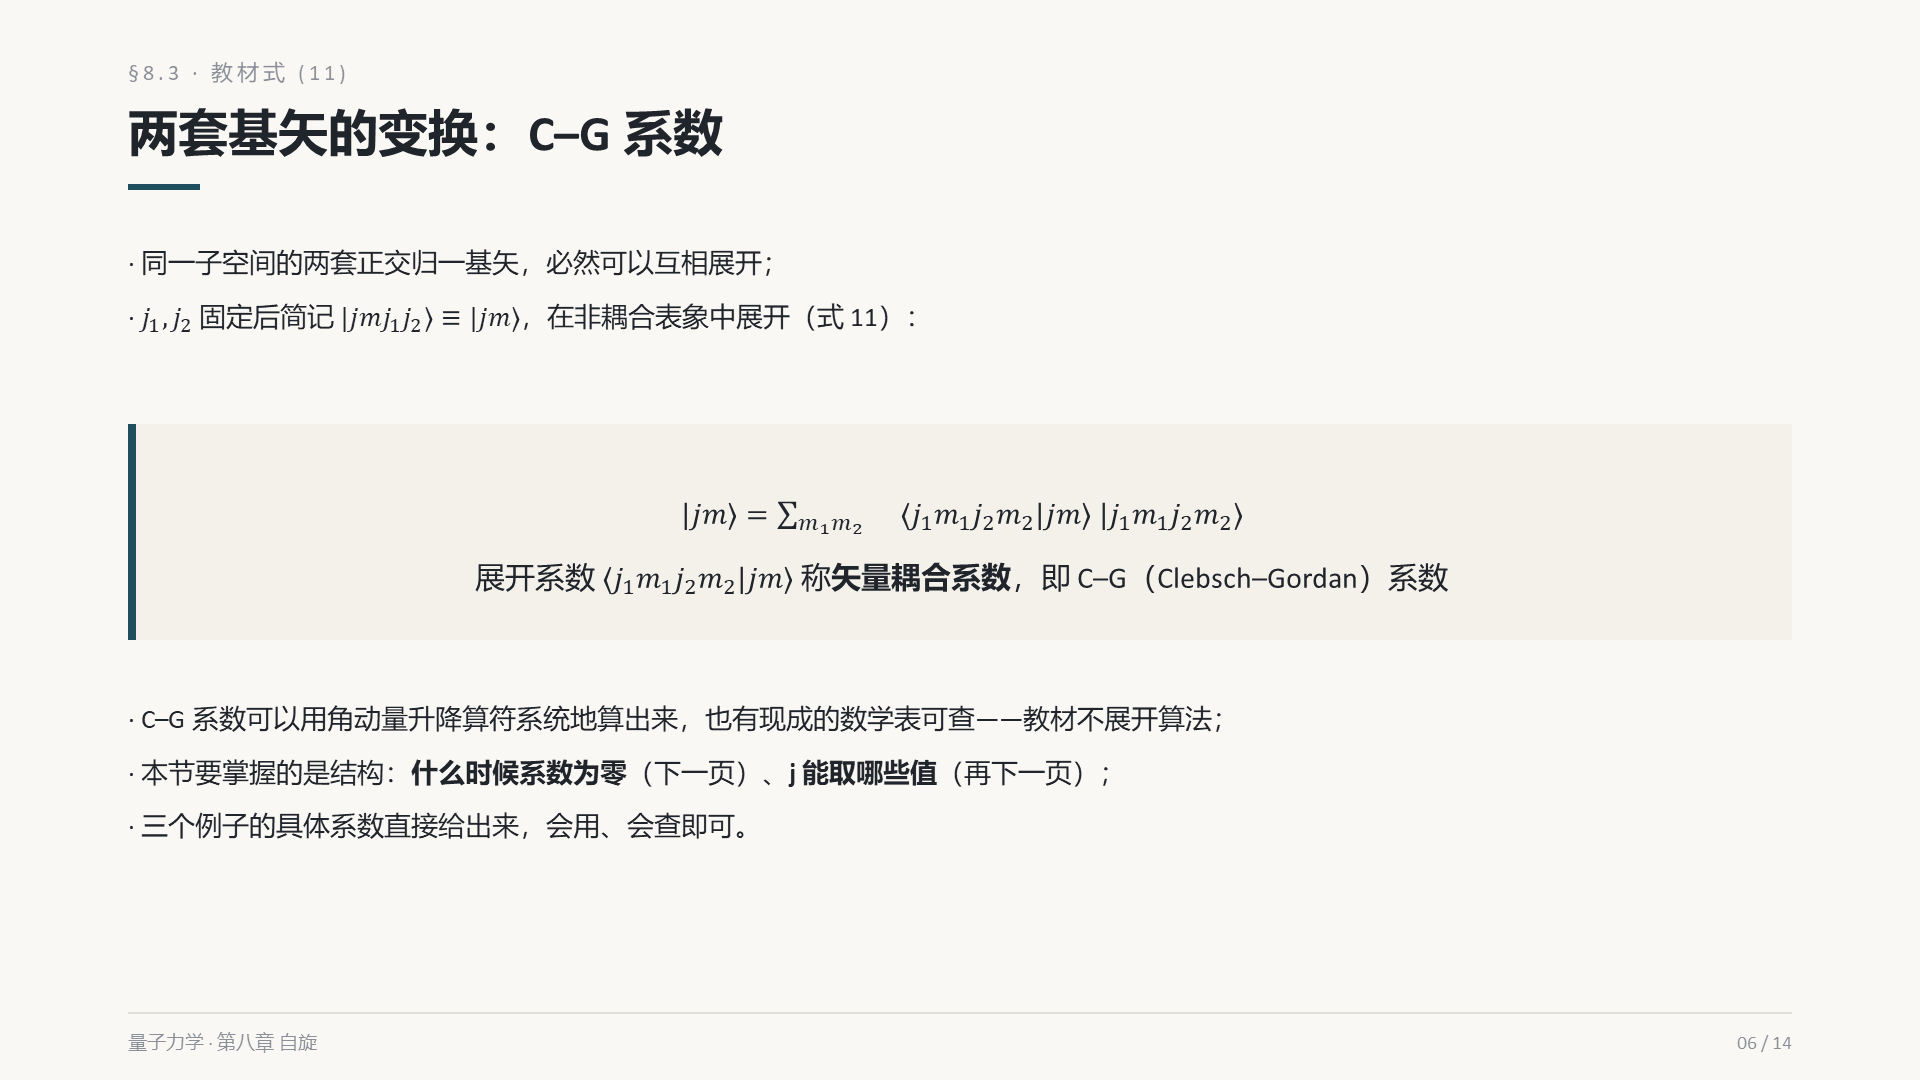 §8.3 · 教材式 (11)
两套基矢的变换：C–G 系数
· 同一子空间的两套正交归一基矢，必然可以互相展开；
· j₁, j₂ 固定后简记 |jmj₁j₂⟩ ≡ |jm⟩，在非耦合表象中展开（式 11）：
|jm⟩ = ∑ₘ₁ₘ₂ ⟨j₁m₁j₂m₂|jm⟩ |j₁m₁j₂m₂⟩
展开系数 ⟨j₁m₁j₂m₂|jm⟩ 称矢量耦合系数，即 C–G（Clebsch–Gordan）系数
· C–G 系数可以用角动量升降算符系统地算出来，也有现成的数学表可查——教材不展开算法；
· 本节要掌握的是结构：什么时候系数为零（下一页）、j 能取哪些值（再下一页）；
· 三个例子的具体系数直接给出来，会用、会查即可。
量子力学 · 第八章 自旋
06 / 14